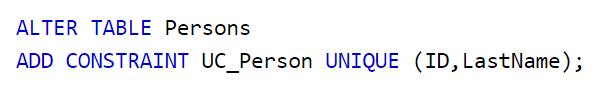 ALTER TABLE Persons
ADD CONSTRAINT UC_Person UNIQUE (ID,LastName);